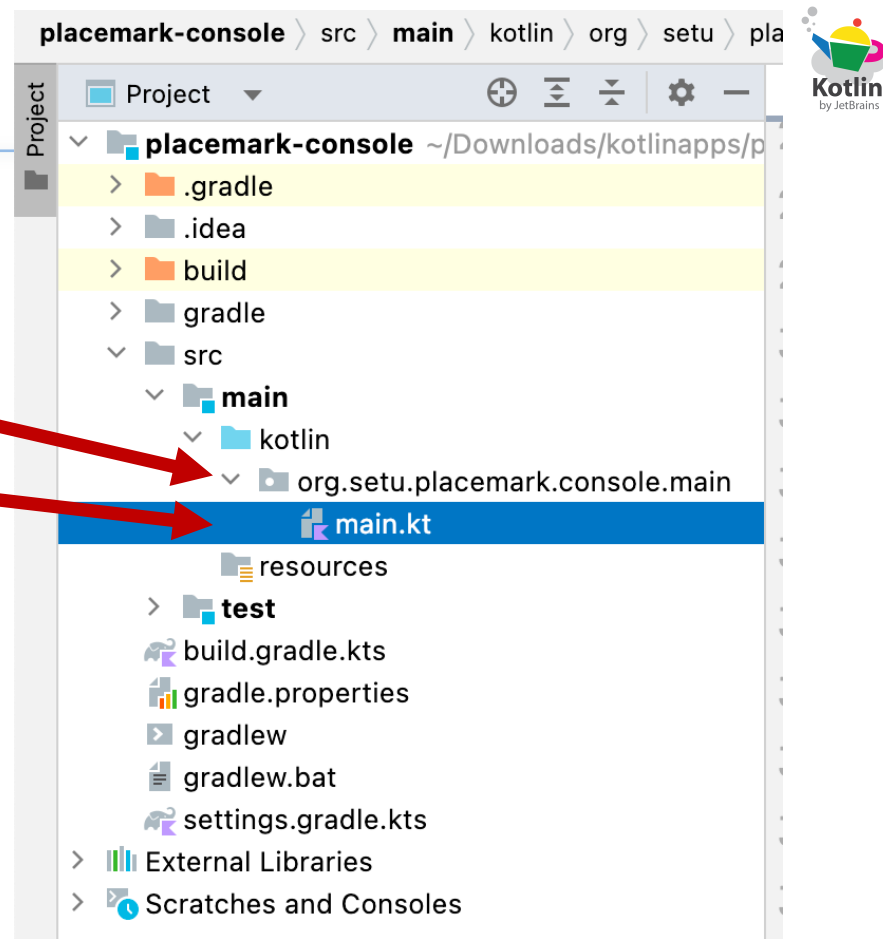 placemark-console 〉 src 〉 main 〉 kotlin 〉 org 〉 setu 〉 pla
Kotlin
by JetBrains
Project
Project
placemark-console ~/Downloads/kotlinapps/p
.gradle
.idea
build
gradle
src
main
kotlin
org.setu.placemark.console.main
main.kt
resources
test
build.gradle.kts
gradle.properties
gradlew
gradlew.bat
settings.gradle.kts
External Libraries
Scratches and Consoles